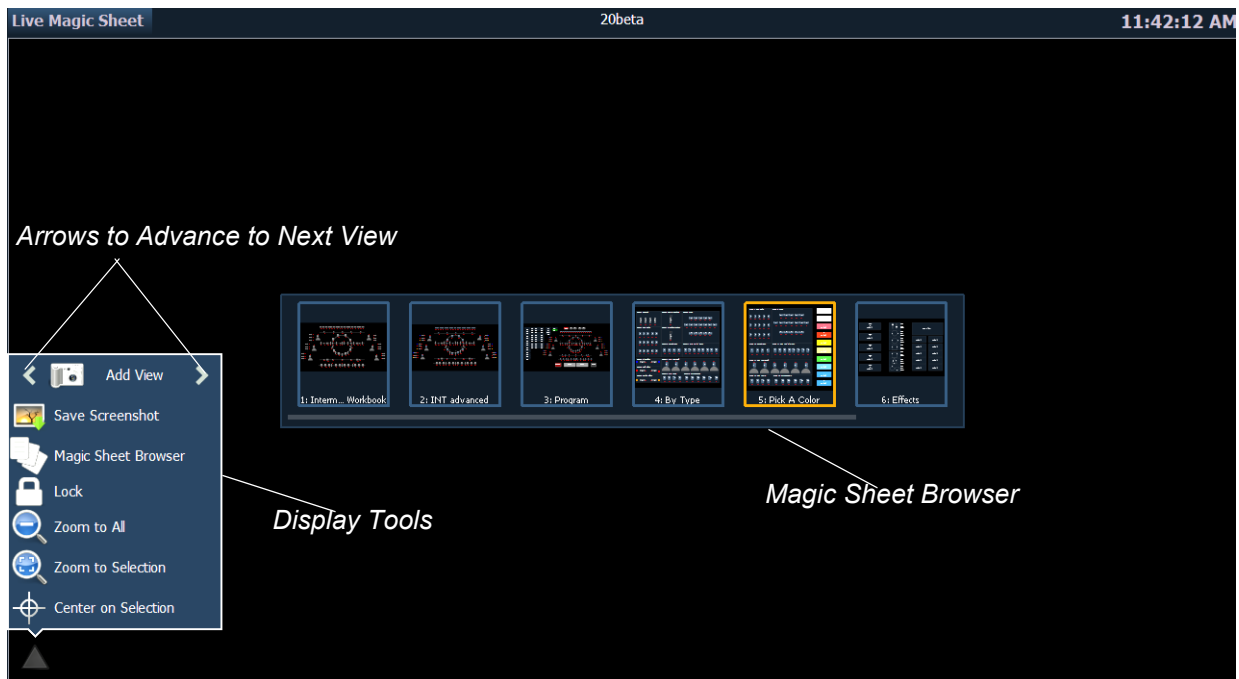 Live Magic Sheet
20beta
11:42:12 AM
Arrows to Advance to Next View
1: Interm... Workbook
2: INT advanced
3: Program
4: By Type
5: Pick A Color
6: Effects
Add View
Save Screenshot
Magic Sheet Browser
Lock
Zoom to All
Zoom to Selection
Center on Selection
Display Tools
Magic Sheet Browser